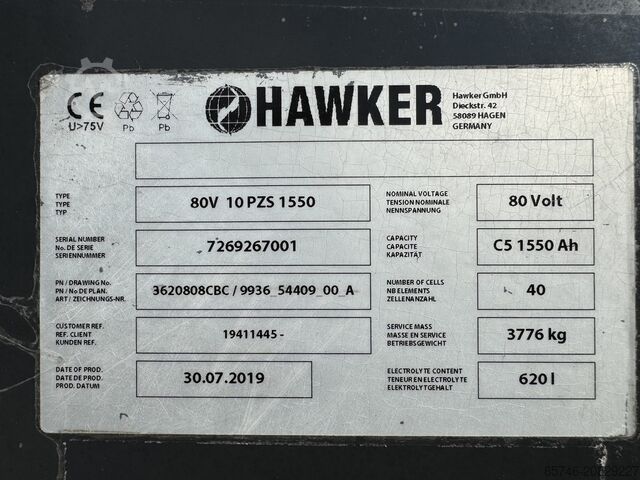 CE
U>75V
Pb
Pb
HAWKER
Hawker GmbH
Dieckstr. 42
58089 HAGEN
GERMANY
TYPE
TYPE
TYP
80V 10 PZS 1550
NOMINAL VOLTAGE
TENSION NOMINALE
NENNSPANNUNG
80 Volt
SERIAL NUMBER
No. DE SERIE
SERIENNUMMER
7269267001
CAPACITY
CAPACITE
KAPAZITÄT
C5 1550 Ah
PN / DRAWING No.
PN / No DE PLAN.
ART / ZEICHNUNGS-NR.
3620808CBC / 9936_54409_00_A
NUMBER OF CELLS
NB ELEMENTS
ZELLENANZAHL
40
CUSTOMER REF.
REF. CLIENT
KUNDEN REF.
19411445 -
SERVICE MASS
MASSE EN SERVICE
BETRIEBSGEWICHT
3776 kg
DATE OF PROD.
DATE DE PROD.
PROD. DATUM
30.07.2019
ELECTROLYTE CONTENT
TENEUR EN ELECTROLYTE
ELEKTROLYTGEHALT
620 l
65746-20029227